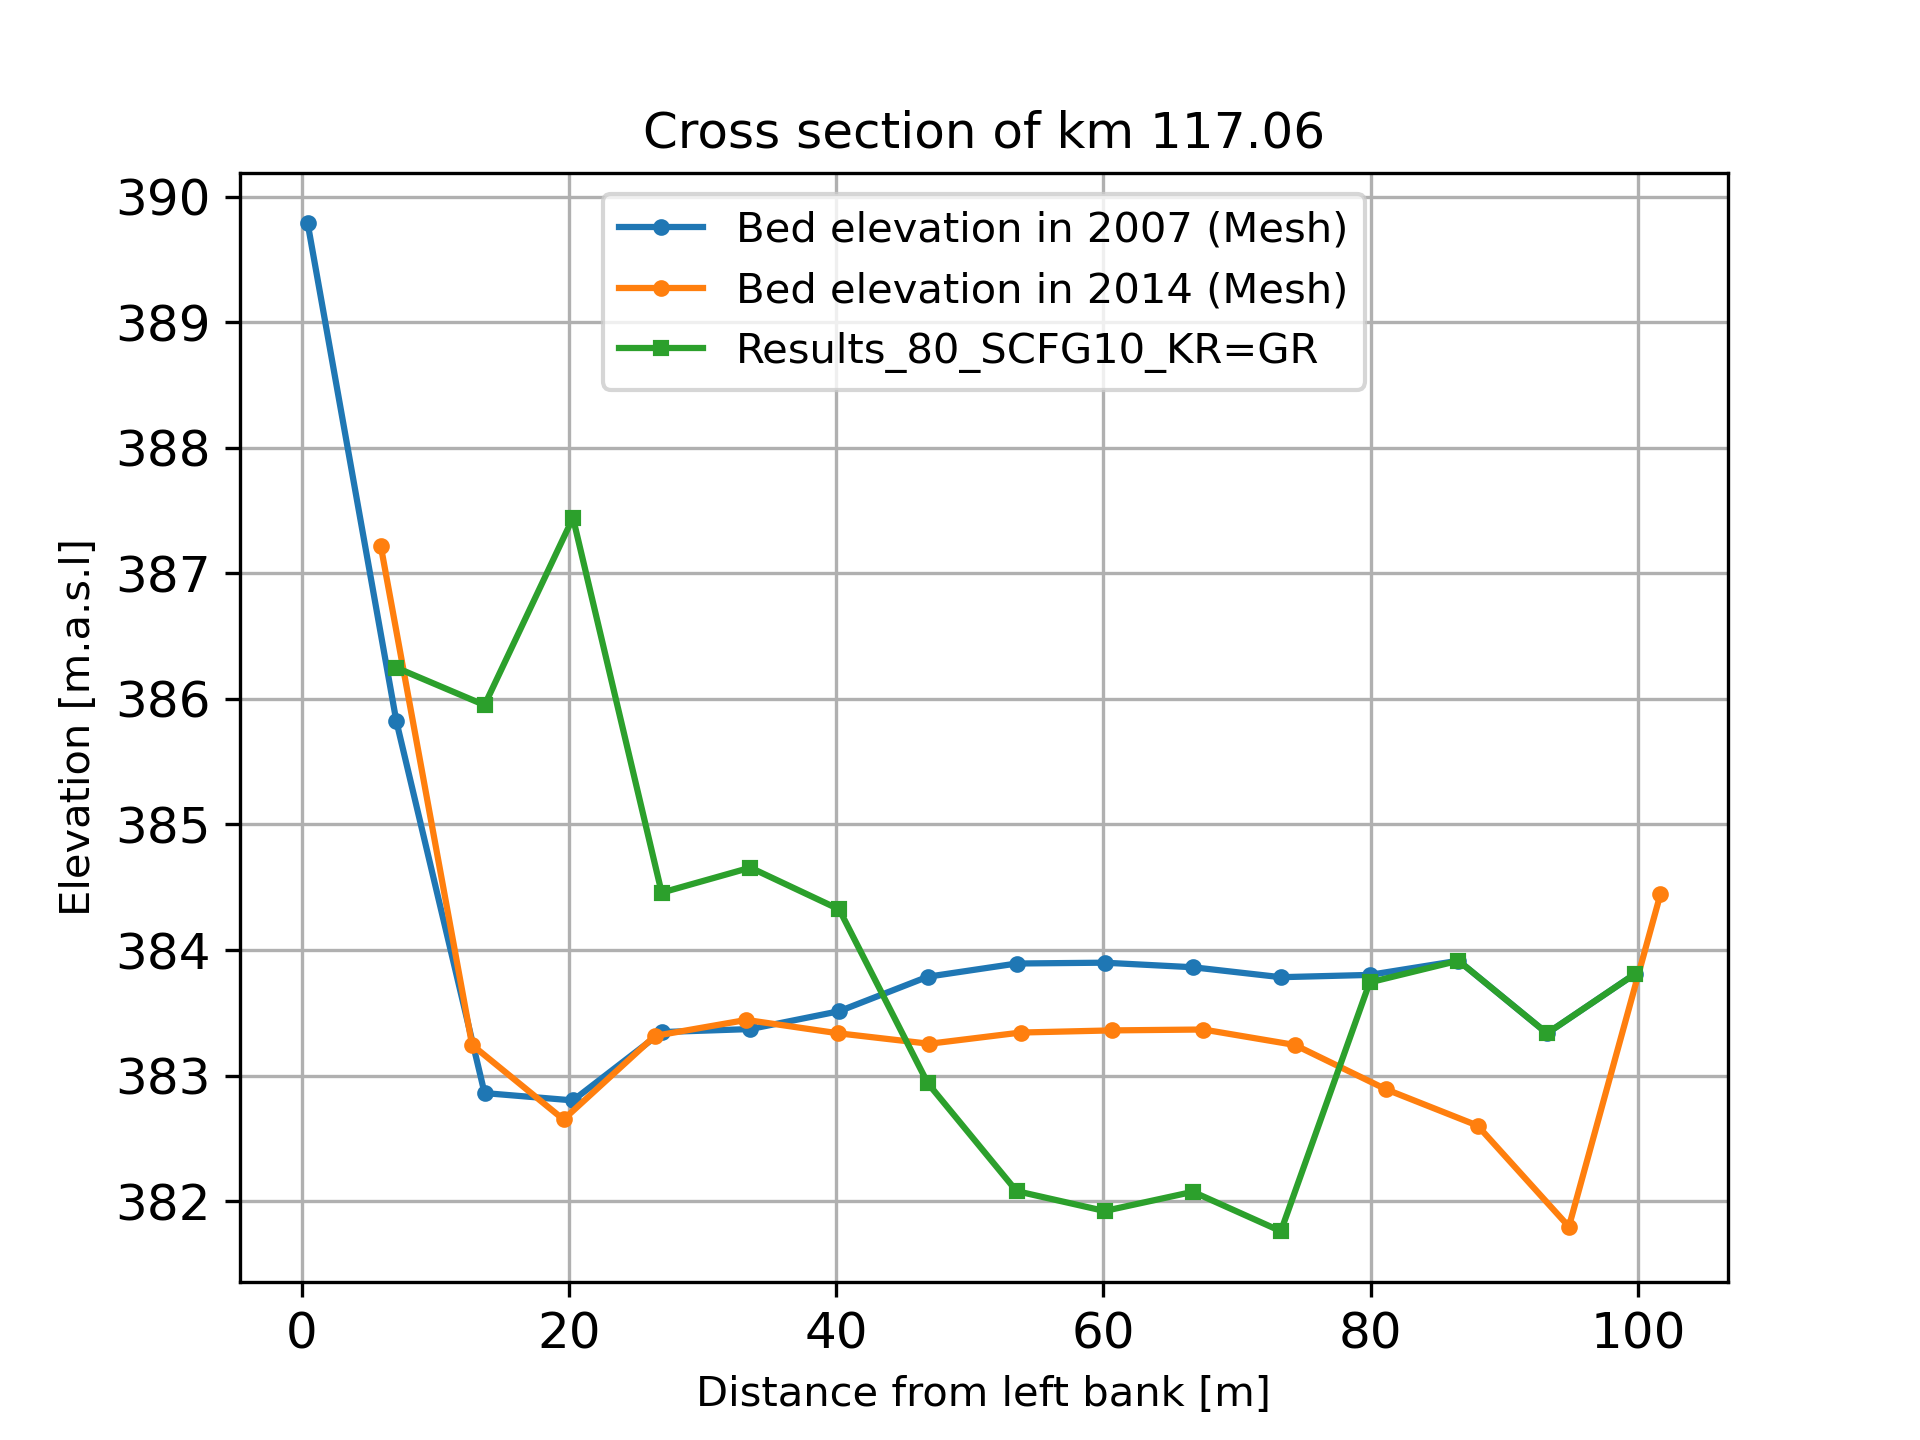 Cross section of km 117.06
Bed elevation in 2007 (Mesh)
Bed elevation in 2014 (Mesh)
Results_80_SCFG10_KR=GR
Elevation [m.a.s.l]
390
389
388
387
386
385
384
383
382
0 20 40 60 80 100
Distance from left bank [m]